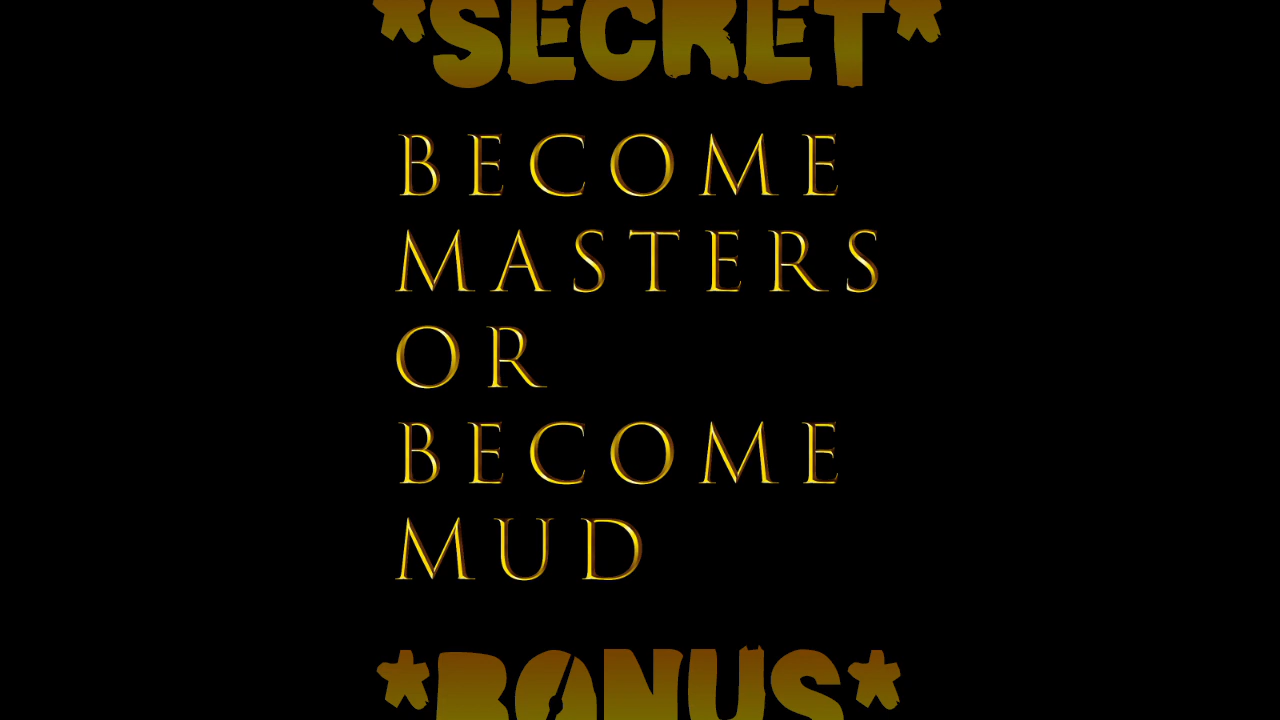 *SECRET*
BECOME
MASTERS
OR
BECOME
MUD
*BONUS*